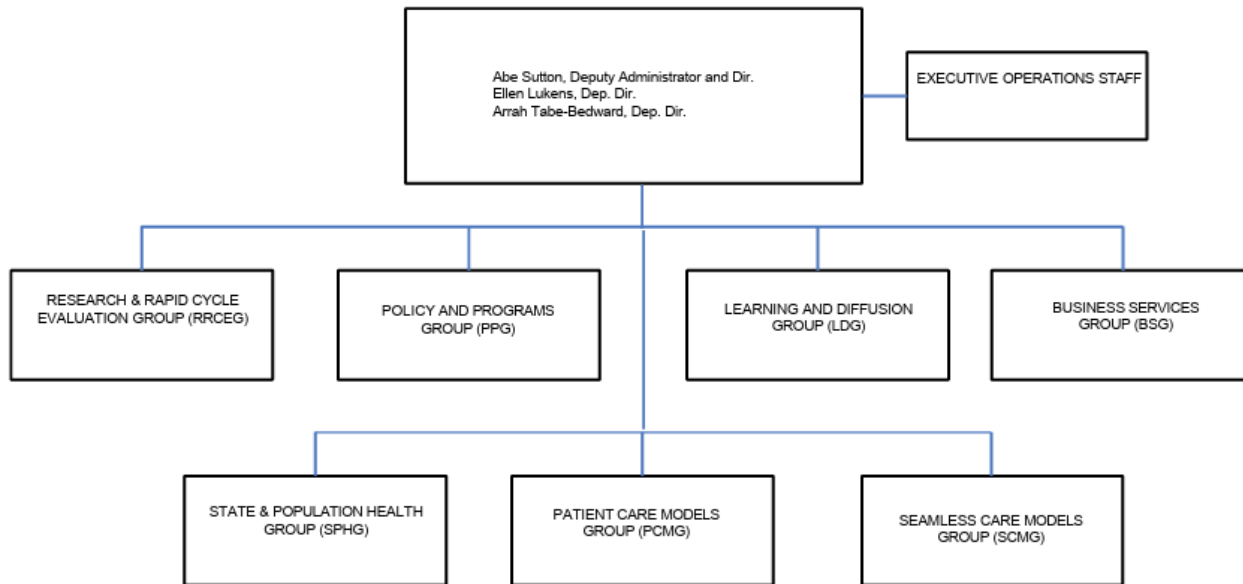 Abe Sutton, Deputy Administrator and Dir.
Ellen Lukens, Dep. Dir.
Arrah Tabe-Bedward, Dep. Dir.
EXECUTIVE OPERATIONS STAFF
RESEARCH & RAPID CYCLE
EVALUATION GROUP (RRCEG)
POLICY AND PROGRAMS
GROUP (PPG)
LEARNING AND DIFFUSION
GROUP (LDG)
BUSINESS SERVICES
GROUP (BSG)
STATE & POPULATION HEALTH
GROUP (SPHG)
PATIENT CARE MODELS
GROUP (PCMG)
SEAMLESS CARE MODELS
GROUP (SCMG)